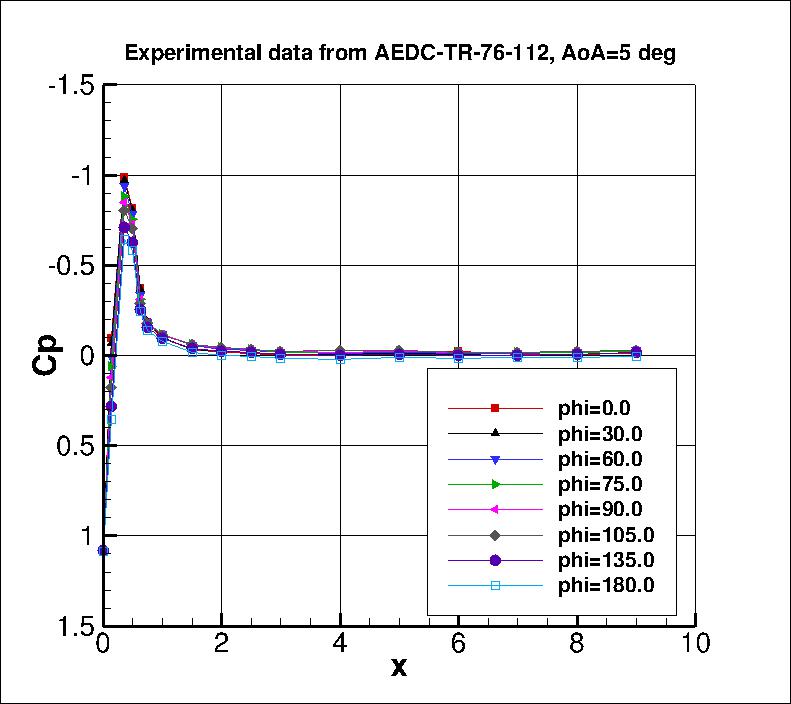 Experimental data from AEDC-TR-76-112, AoA=5 deg
-1.5
-1
-0.5
0
0.5
1
1.5
Cp
0 2 4 6 8 10
x
phi=0.0
phi=30.0
phi=60.0
phi=75.0
phi=90.0
phi=105.0
phi=135.0
phi=180.0